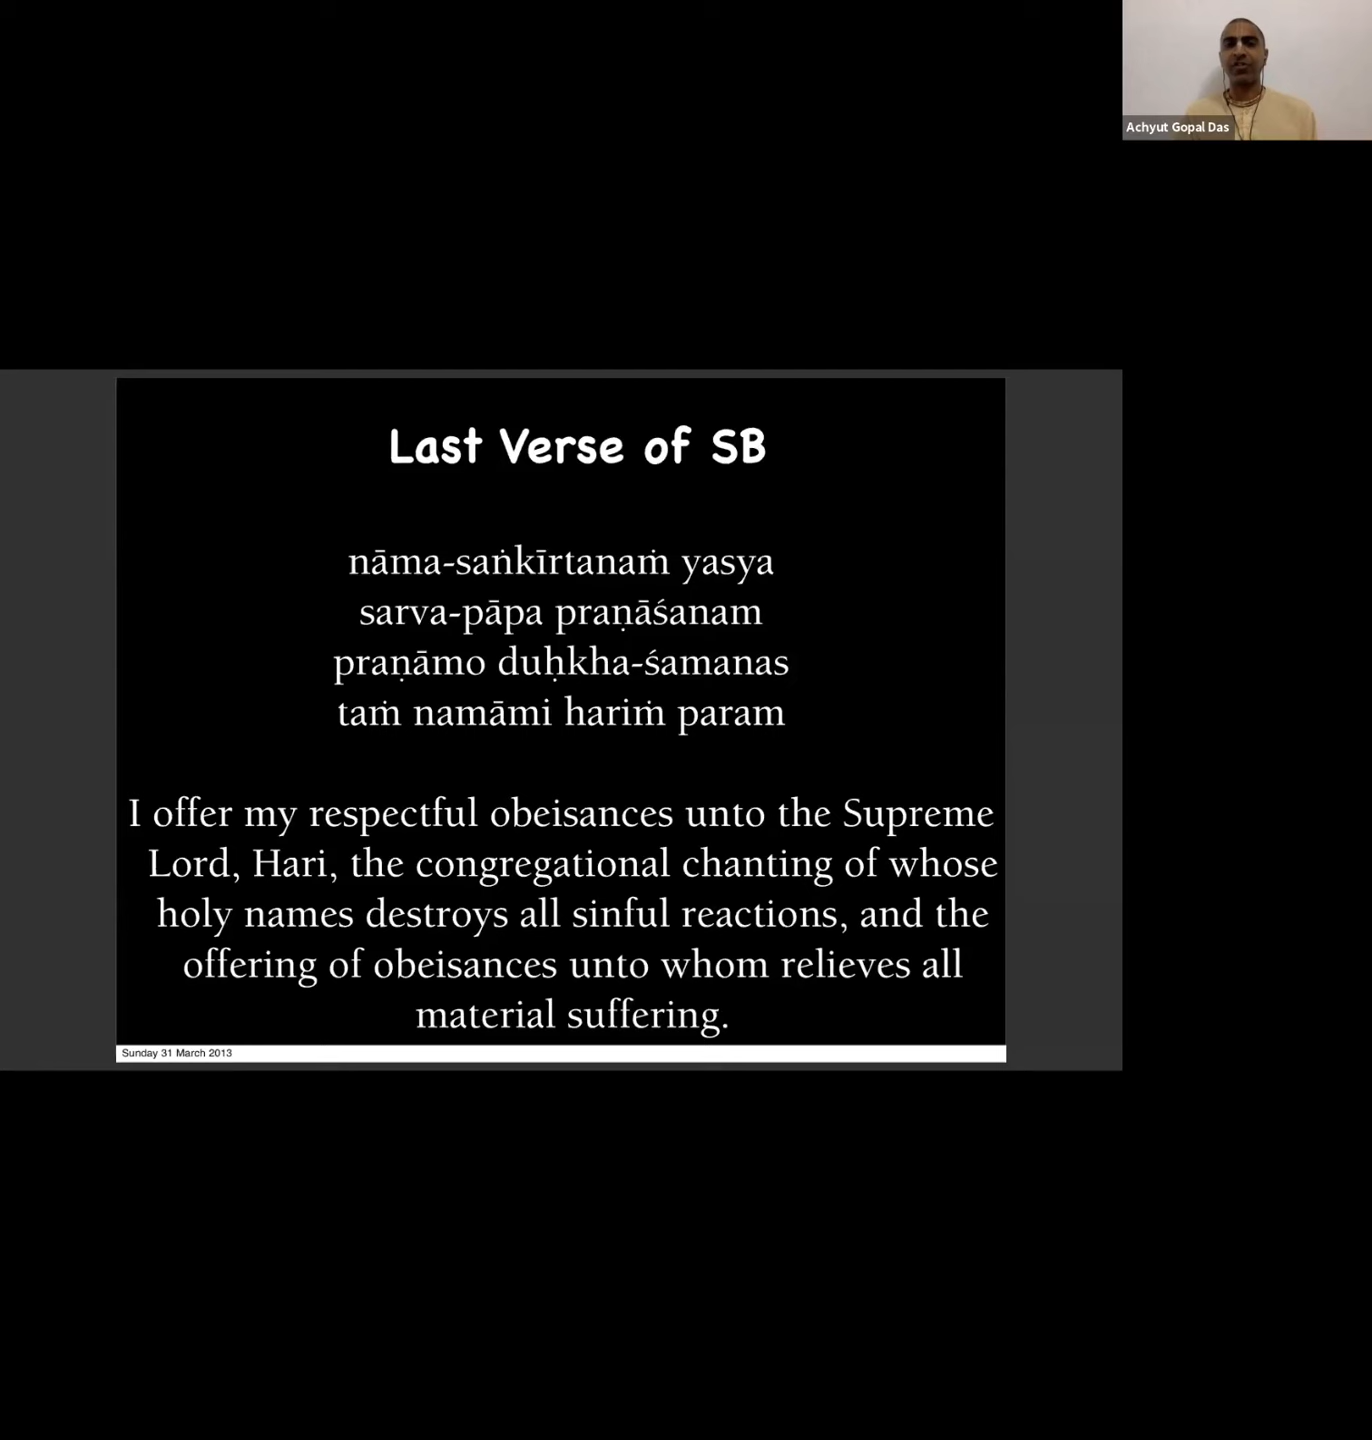 Achyut Gopal Das
Last Verse of SB
nāma-saṅkīrtanaṁ yasya
sarva-pāpa praṇāśanam
praṇāmo duḥkha-śamanas
taṁ namāmi hariṁ param
I offer my respectful obeisances unto the Supreme
Lord, Hari, the congregational chanting of whose
holy names destroys all sinful reactions, and the
offering of obeisances unto whom relieves all
material suffering.
Sunday 31 March 2013